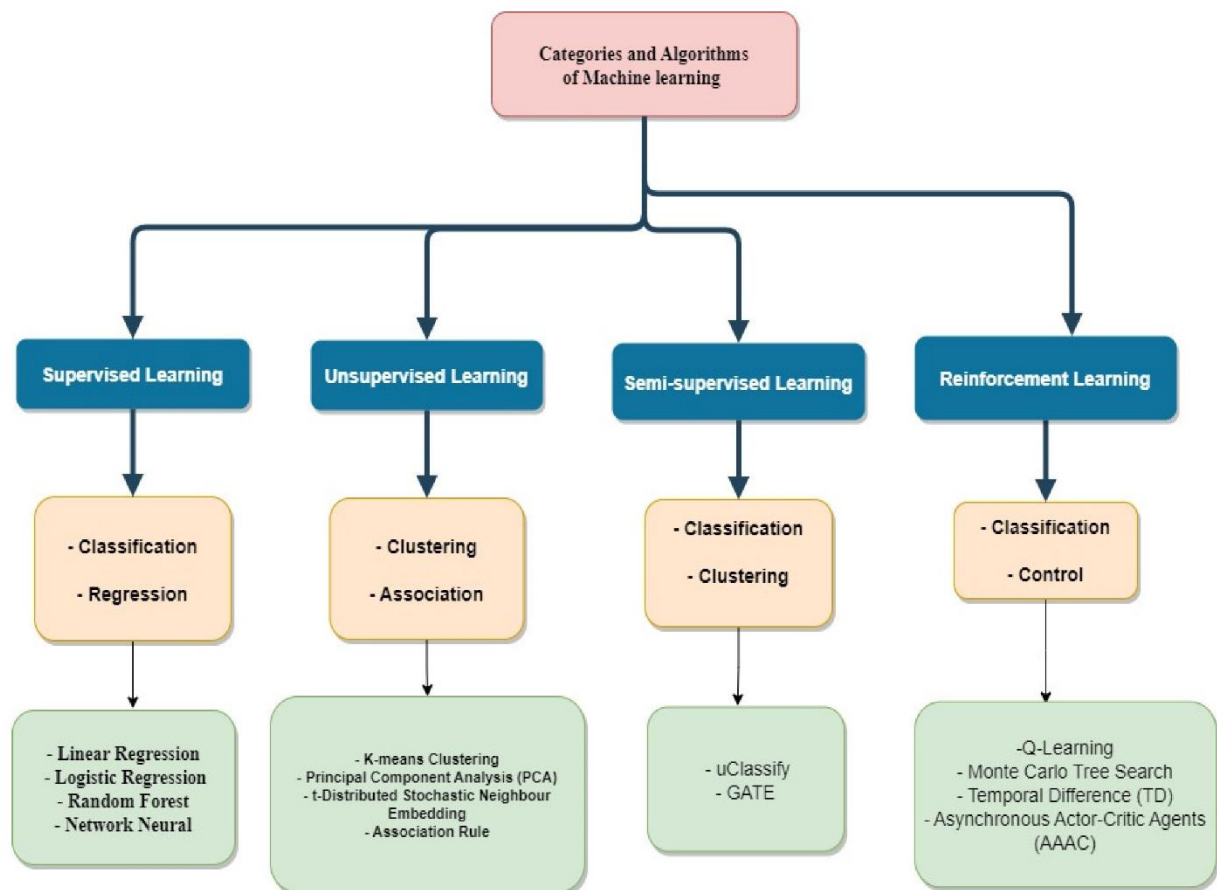 Categories and Algorithms
of Machine learning
Supervised Learning
Unsupervised Learning
Semi-supervised Learning
Reinforcement Learning
- Classification
- Regression
- Clustering
- Association
- Classification
- Clustering
- Classification
- Control
- Linear Regression
- Logistic Regression
- Random Forest
- Network Neural
- K-means Clustering
- Principal Component Analysis (PCA)
- t-Distributed Stochastic Neighbour
Embedding
- Association Rule
- uClassify
- GATE
-Q-Learning
- Monte Carlo Tree Search
- Temporal Difference (TD)
- Asynchronous Actor-Critic Agents
(AAAC)